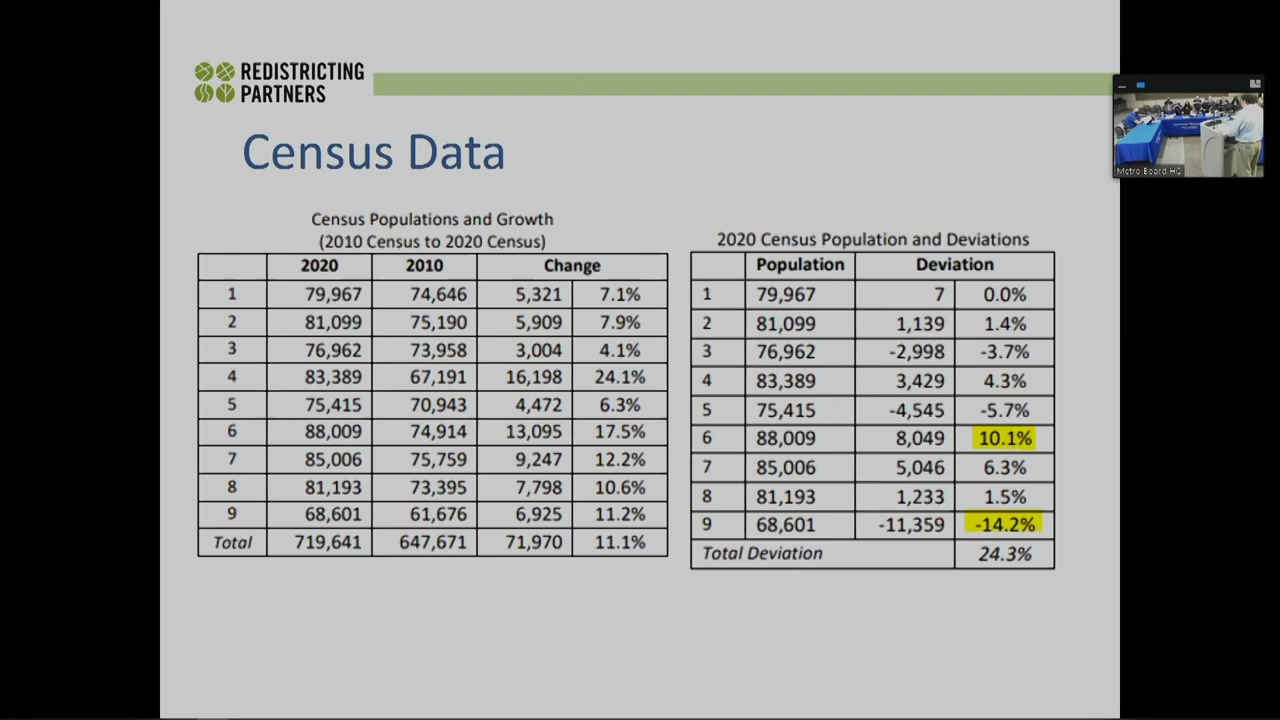 REDISTRICTING
PARTNERS
Census Data
Census Populations and Growth
(2010 Census to 2020 Census)
2020 2010 Change
1 79,967 74,646 5,321 7.1%
2 81,099 75,190 5,909 7.9%
3 76,962 73,958 3,004 4.1%
4 83,389 67,191 16,198 24.1%
5 75,415 70,943 4,472 6.3%
6 88,009 74,914 13,095 17.5%
7 85,006 75,759 9,247 12.2%
8 81,193 73,395 7,798 10.6%
9 68,601 61,676 6,925 11.2%
Total 719,641 647,671 71,970 11.1%
2020 Census Population and Deviations
Population Deviation
1 79,967 7 0.0%
2 81,099 1,139 1.4%
3 76,962 -2,998 -3.7%
4 83,389 3,429 4.3%
5 75,415 -4,545 -5.7%
6 88,009 8,049 10.1%
7 85,006 5,046 6.3%
8 81,193 1,233 1.5%
9 68,601 -11,359 -14.2%
Total Deviation 24.3%
Metro Board HQ